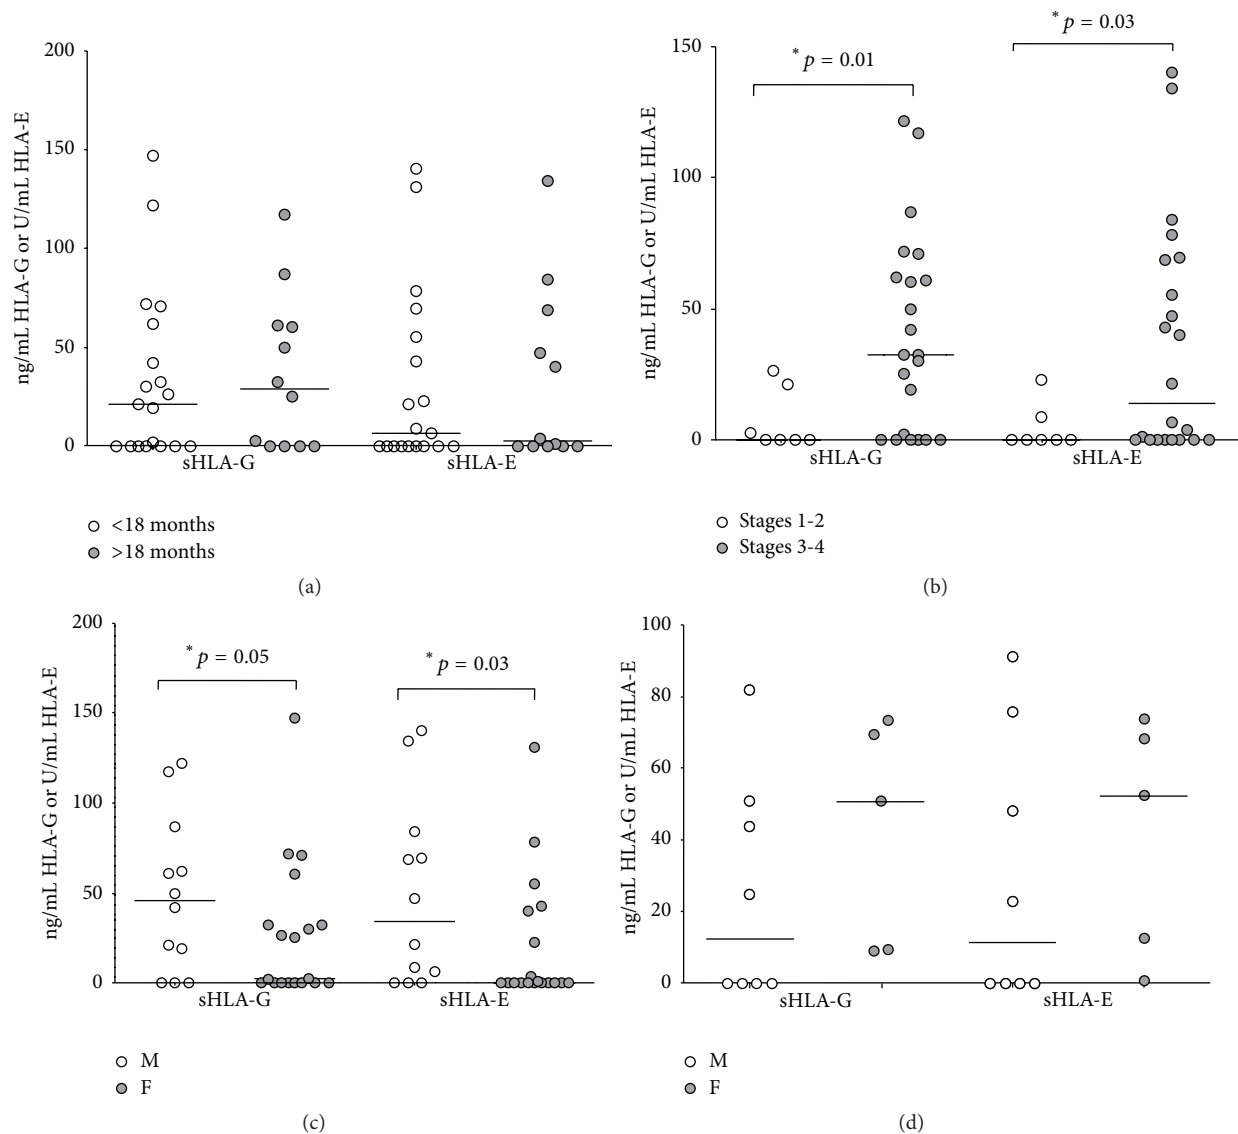 ng/mL HLA-G or U/mL HLA-E
200
150
100
50
0
sHLA-G
sHLA-E
<18 months
>18 months
(a)
ng/mL HLA-G or U/mL HLA-E
150
100
50
0
* p = 0.01
* p = 0.03
sHLA-G
sHLA-E
Stages 1-2
Stages 3-4
(b)
ng/mL HLA-G or U/mL HLA-E
200
150
100
50
0
* p = 0.05
* p = 0.03
sHLA-G
sHLA-E
M
F
(c)
ng/mL HLA-G or U/mL HLA-E
100
80
60
40
20
0
sHLA-G
sHLA-E
M
F
(d)